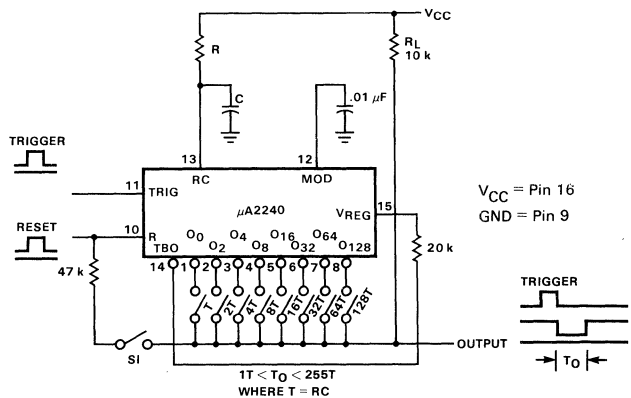 VCC
R
RL
10 k
C
.01 µF
TRIGGER
13
12
RC
MOD
11
TRIG
µA2240
VREG
15
VCC = Pin 16
GND = Pin 9
RESET
10
R
O0
O2
O4
O8
O16
O32
O64
O128
TBO
14
1
2
3
4
5
6
7
8
20 k
47 k
T
2T
4T
8T
16T
32T
64T
128T
TRIGGER
SI
OUTPUT
TO
1T < TO < 255T
WHERE T = RC